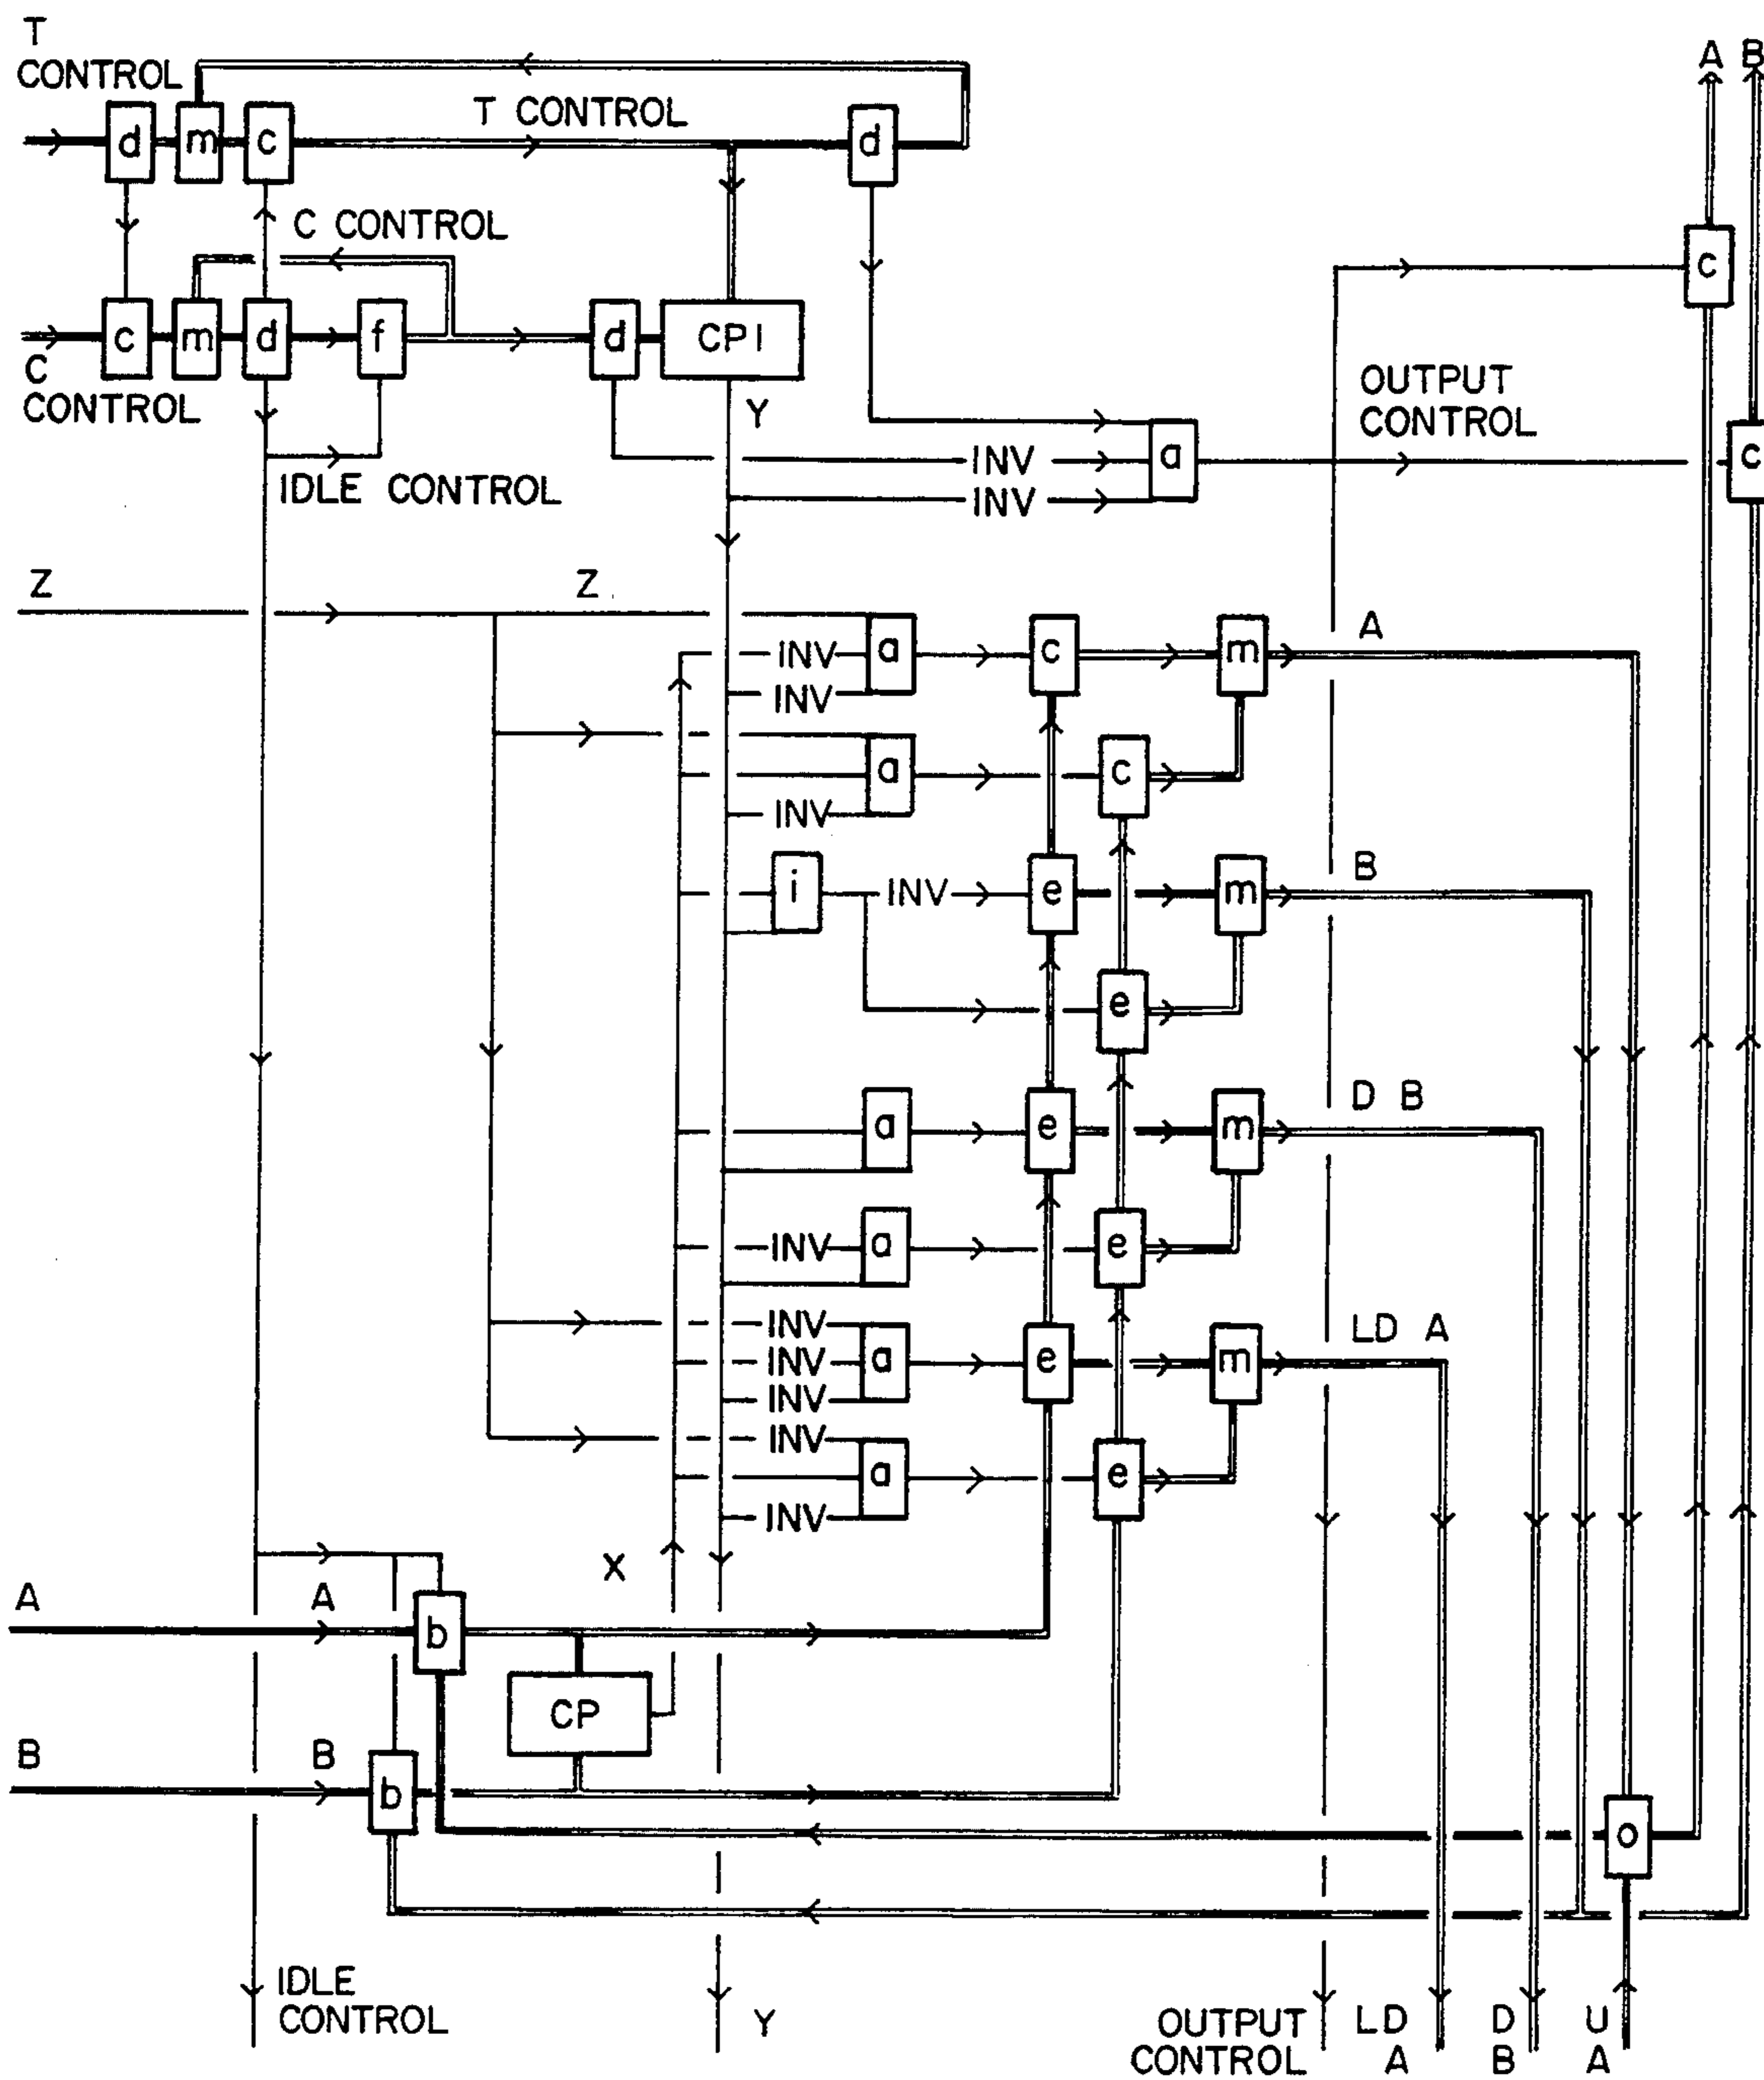 T
CONTROL
A B
d m c
T CONTROL
d
C CONTROL
c
c m d f
d
CPI
C
CONTROL
Y
OUTPUT
CONTROL
INV
a
c
IDLE CONTROL
INV
Z
Z
A
INV
a
c
m
INV
a
c
INV
B
i
INV
e
m
e
D B
a
e
m
INV
a
e
INV
LD A
INV
a
e
m
INV
INV
a
e
INV
X
A
A
b
CP
B
B
b
o
IDLE
CONTROL
Y
OUTPUT
CONTROL
LD
A
D
B
U
A